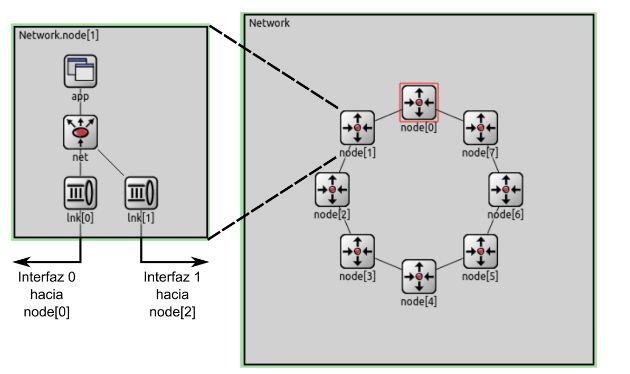 Network.node[1]
app
net
lnk[0]
lnk[1]
Interfaz 0
hacia
node[0]
Interfaz 1
hacia
node[2]
Network
node[0]
node[1]
node[7]
node[2]
node[6]
node[3]
node[5]
node[4]